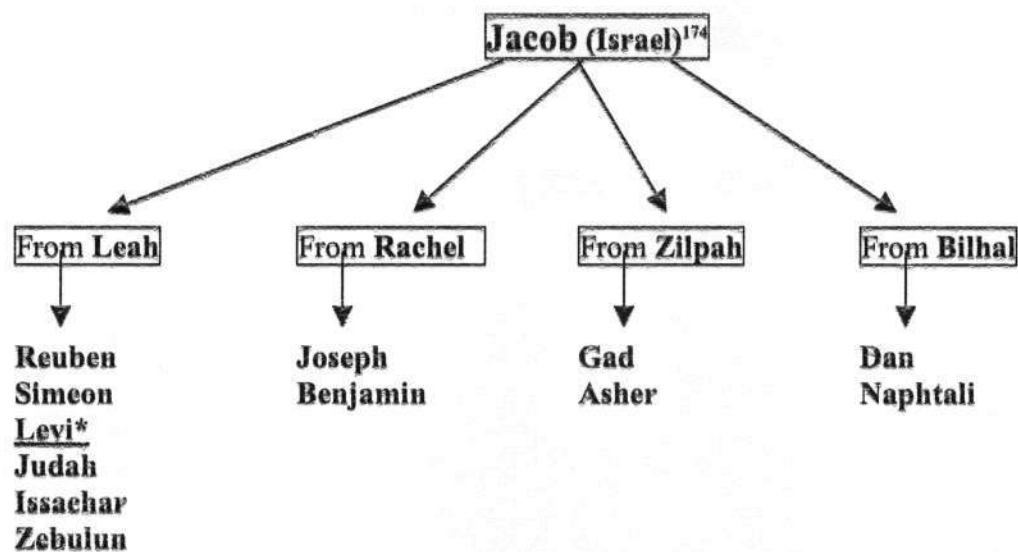 Jacob (Israel)174
From Leah
From Rachel
From Zilpah
From Bilhal
Reuben
Simeon
Levi*
Judah
Issachar
Zebulun
Joseph
Benjamin
Gad
Asher
Dan
Naphtali